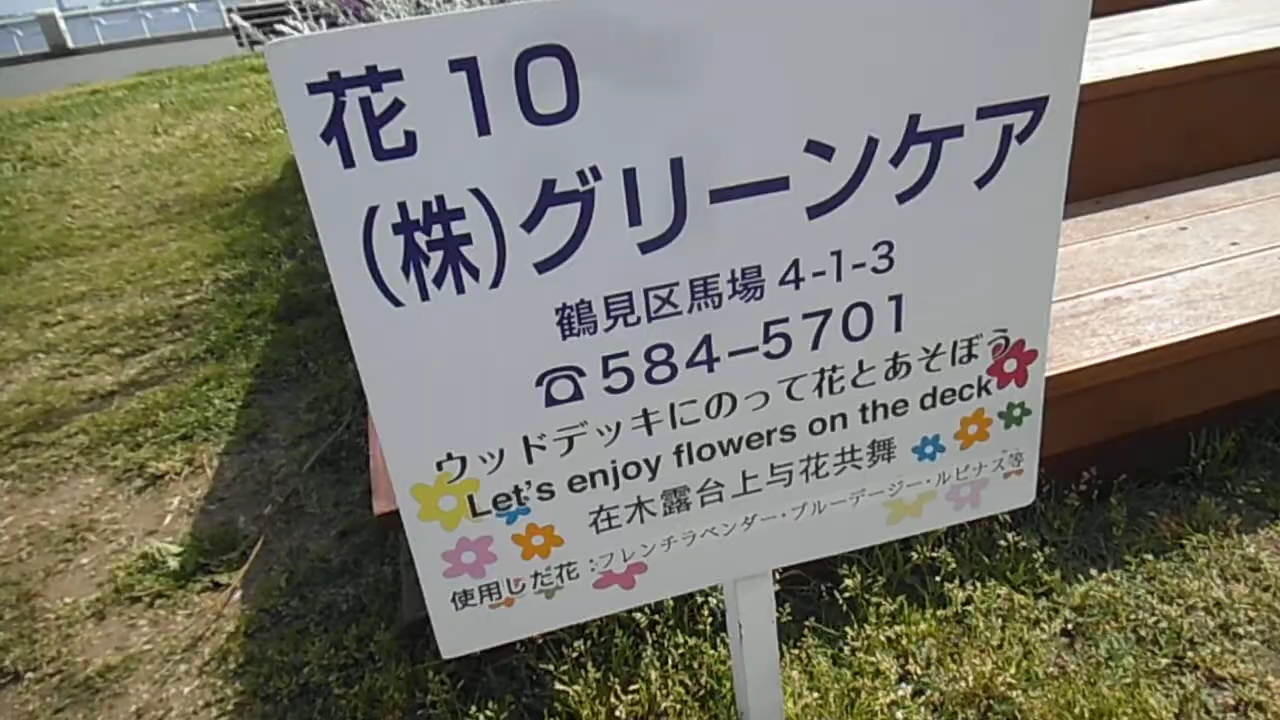 花 10
(株)グリーンケア
鶴見区馬場 4-1-3
☎584-5701
ウッドデッキにのって花とあそぼう
Let's enjoy flowers on the deck
在木露台上与花共舞
使用した花:フレンチラベンダー・ブルーデージー・ルピナス等